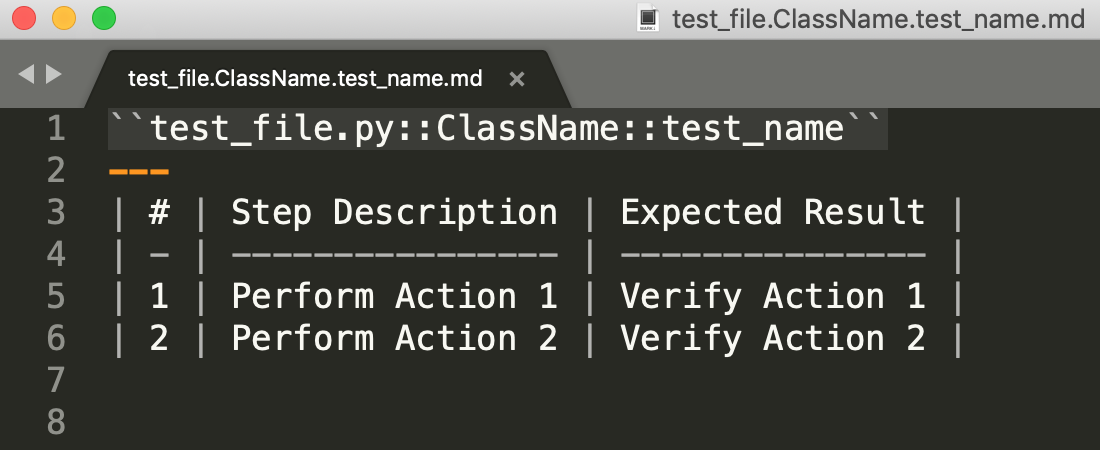 test_file.ClassName.test_name.md
test_file.ClassName.test_name.md ×
1 ``test_file.py::ClassName::test_name``
2 ---
3 | # | Step Description | Expected Result |
4 | - | ---------------- | --------------- |
5 | 1 | Perform Action 1 | Verify Action 1 |
6 | 2 | Perform Action 2 | Verify Action 2 |
7
8